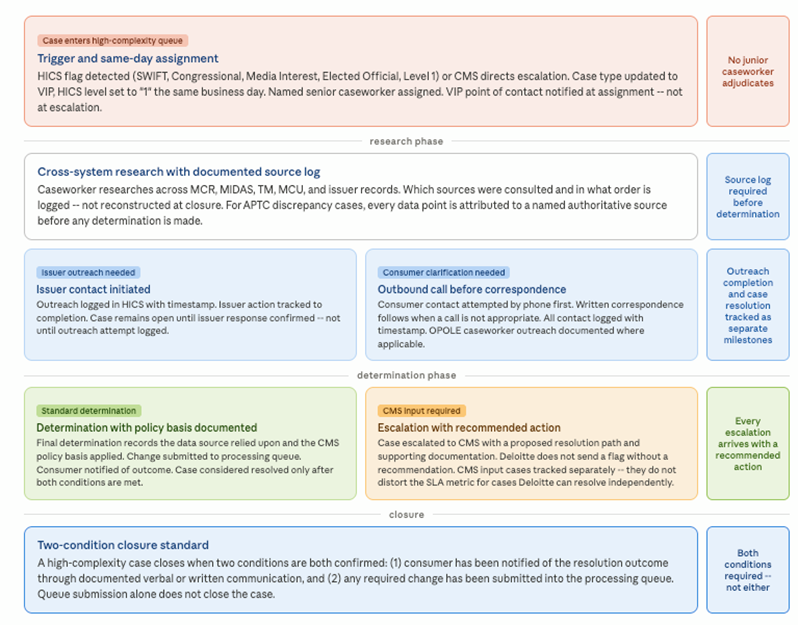 Case enters high-complexity queue
Trigger and same-day assignment
HICS flag detected (SWIFT, Congressional, Media Interest, Elected Official, Level 1) or CMS directs escalation. Case type updated to
VIP, HICS level set to "1" the same business day. Named senior caseworker assigned. VIP point of contact notified at assignment -- not
at escalation.
No junior
caseworker
adjudicates
research phase
Cross-system research with documented source log
Caseworker researches across MCR, MIDAS, TM, MCU, and issuer records. Which sources were consulted and in what order is
logged -- not reconstructed at closure. For APTC discrepancy cases, every data point is attributed to a named authoritative source
before any determination is made.
Source log
required
before
determination
Issuer outreach needed
Issuer contact initiated
Outreach logged in HICS with timestamp. Issuer action tracked to
completion. Case remains open until issuer response confirmed -- not
until outreach attempt logged.
Consumer clarification needed
Outbound call before correspondence
Consumer contact attempted by phone first. Written correspondence
follows when a call is not appropriate. All contact logged with
timestamp. OPOLE caseworker outreach documented where
applicable.
Outreach
completion
and case
resolution
tracked as
separate
milestones
determination phase
Standard determination
Determination with policy basis documented
Final determination records the data source relied upon and the CMS
policy basis applied. Change submitted to processing queue.
Consumer notified of outcome. Case considered resolved only after
both conditions are met.
CMS input required
Escalation with recommended action
Case escalated to CMS with a proposed resolution path and
supporting documentation. Deloitte does not send a flag without a
recommendation. CMS input cases tracked separately -- they do not
distort the SLA metric for cases Deloitte can resolve independently.
Every
escalation
arrives with a
recommended
action
closure
Two-condition closure standard
A high-complexity case closes when two conditions are both confirmed: (1) consumer has been notified of the resolution outcome
through documented verbal or written communication, and (2) any required change has been submitted into the processing queue.
Queue submission alone does not close the case.
Both
conditions
required --
not either